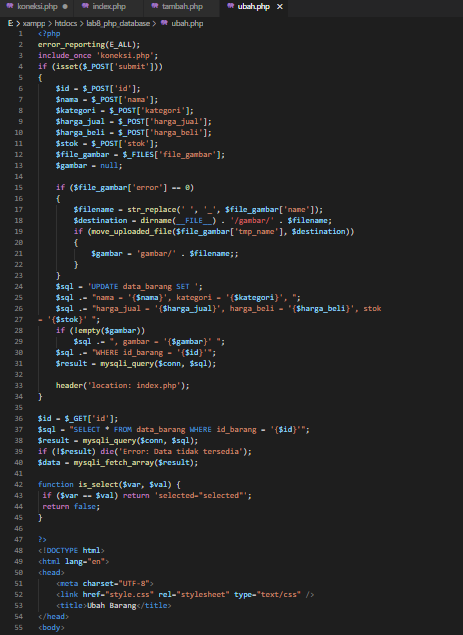 koneksi.php index.php tambah.php ubah.php ×
E: > xampp > htdocs > lab8_php_database > ubah.php
1 <?php
2 error_reporting(E_ALL);
3 include_once 'koneksi.php';
4 if (isset($_POST['submit']))
5 {
6 $id = $_POST['id'];
7 $nama = $_POST['nama'];
8 $kategori = $_POST['kategori'];
9 $harga_jual = $_POST['harga_jual'];
10 $harga_beli = $_POST['harga_beli'];
11 $stok = $_POST['stok'];
12 $file_gambar = $_FILES['file_gambar'];
13 $gambar = null;
14
15 if ($file_gambar['error'] == 0)
16 {
17 $filename = str_replace(' ', '_', $file_gambar['name']);
18 $destination = dirname(__FILE__) . '/gambar/' . $filename;
19 if (move_uploaded_file($file_gambar['tmp_name'], $destination))
20 {
21 $gambar = 'gambar/' . $filename;;
22 }
23 }
24 $sql = 'UPDATE data_barang SET ';
25 $sql .= "nama = '{$nama}', kategori = '{$kategori}', ";
26 $sql .= "harga_jual = '{$harga_jual}', harga_beli = '{$harga_beli}', stok
27 = '{$stok}' ";
28 if (!empty($gambar))
29 $sql .= ", gambar = '{$gambar}' ";
30 $sql .= "WHERE id_barang = '{$id}'";
31 $result = mysqli_query($conn, $sql);
32
33 header('location: index.php');
34 }
35
36 $id = $_GET['id'];
37 $sql = "SELECT * FROM data_barang WHERE id_barang = '{$id}'";
38 $result = mysqli_query($conn, $sql);
39 if (!$result) die('Error: Data tidak tersedia');
40 $data = mysqli_fetch_array($result);
41
42 function is_select($var, $val) {
43 if ($var == $val) return 'selected="selected"';
44 return false;
45 }
46
47 ?>
48 <!DOCTYPE html>
49 <html lang="en">
50 <head>
51 <meta charset="UTF-8">
52 <link href="style.css" rel="stylesheet" type="text/css" />
53 <title>Ubah Barang</title>
54 </head>
55 <body>